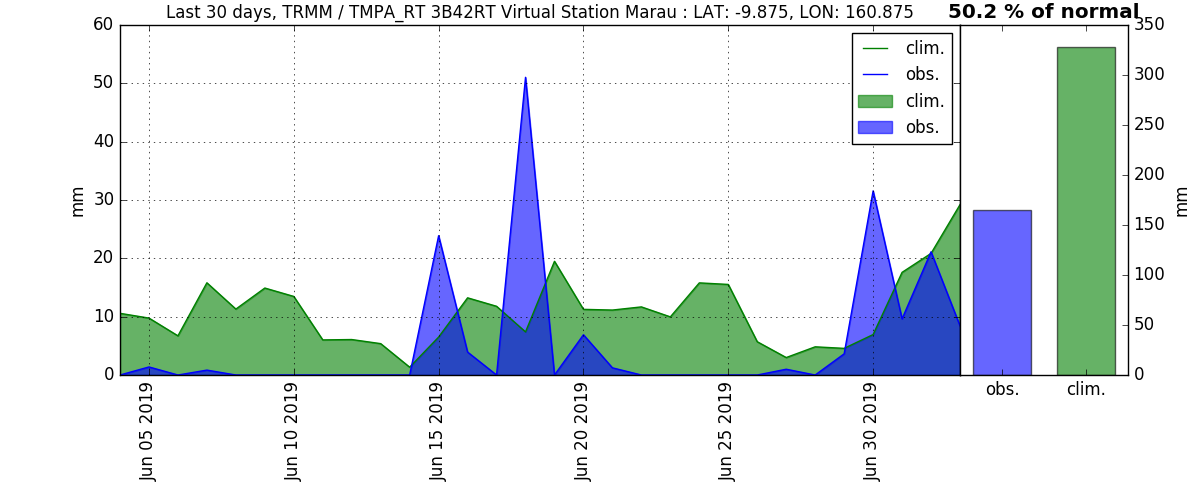 Last 30 days, TRMM / TMPA_RT 3B42RT Virtual Station Marau : LAT: -9.875, LON: 160.875
50.2 % of normal
60
50
40
30
20
10
0
mm
clim.
obs.
clim.
obs.
350
300
250
200
150
100
50
0
mm
Jun 05 2019
Jun 10 2019
Jun 15 2019
Jun 20 2019
Jun 25 2019
Jun 30 2019
obs.
clim.